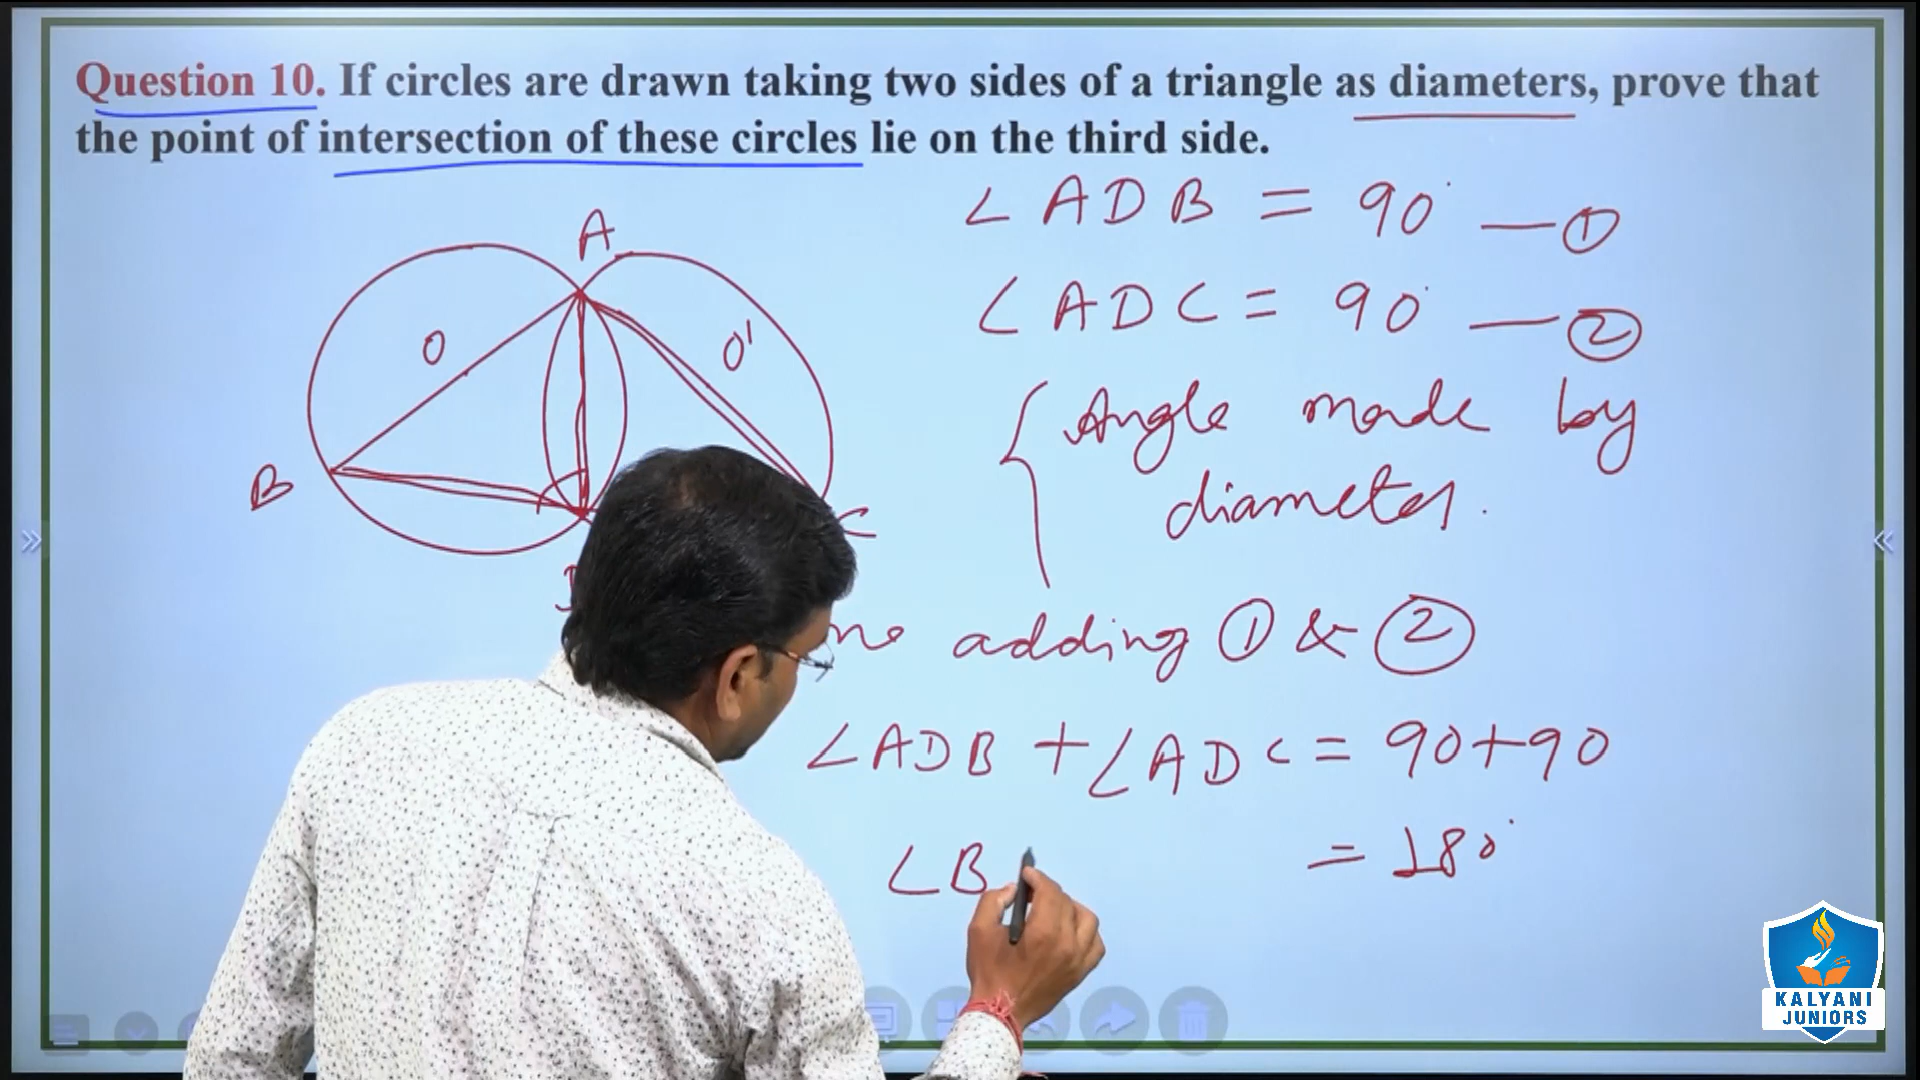 Question 10. If circles are drawn taking two sides of a triangle as diameters, prove that
the point of intersection of these circles lie on the third side.
∠ADB = 90° — ①
∠ADC = 90° — ②
{ Angle made by
diameter.
adding ① & ②
∠ADB + ∠ADC = 90+90
∠B = 180°
A
O
O'
B
C
KALYANI
JUNIORS